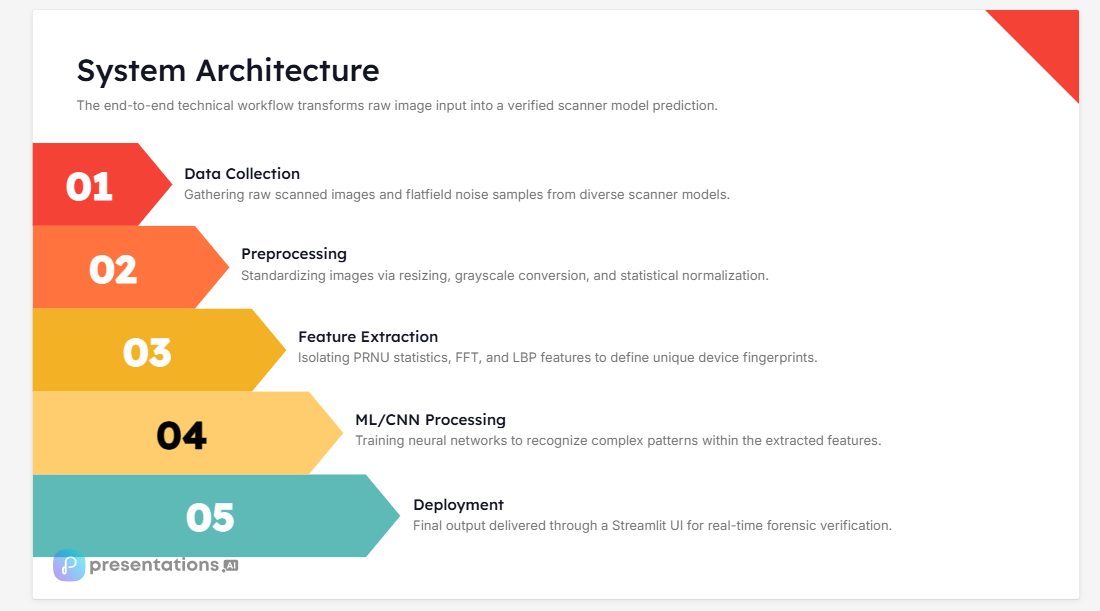 System Architecture
The end-to-end technical workflow transforms raw image input into a verified scanner model prediction.
01
Data Collection
Gathering raw scanned images and flatfield noise samples from diverse scanner models.
02
Preprocessing
Standardizing images via resizing, grayscale conversion, and statistical normalization.
03
Feature Extraction
Isolating PRNU statistics, FFT, and LBP features to define unique device fingerprints.
04
ML/CNN Processing
Training neural networks to recognize complex patterns within the extracted features.
05
Deployment
Final output delivered through a Streamlit UI for real-time forensic verification.
presentations.AI